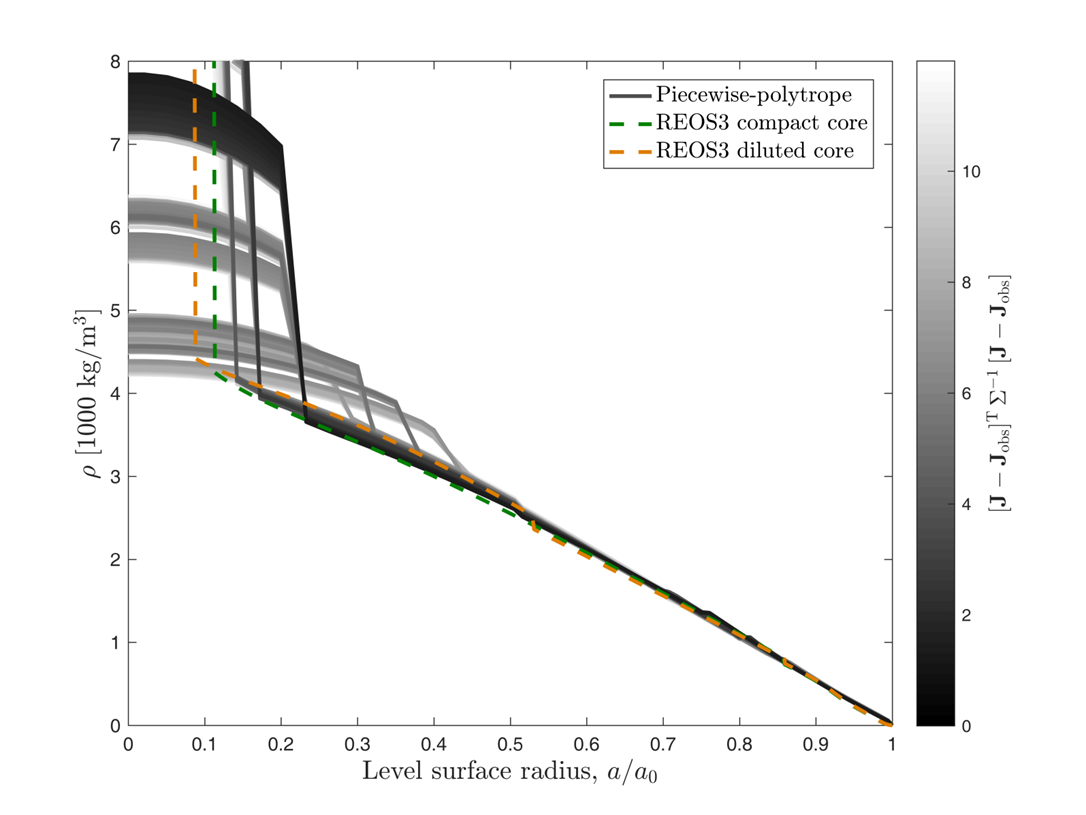 8
7
6
5
4
3
2
1
0
ρ [1000 kg/m³]
0 0.1 0.2 0.3 0.4 0.5 0.6 0.7 0.8 0.9 1
Level surface radius, a/a₀
Piecewise-polytrope
REOS3 compact core
REOS3 diluted core
10
8
6
4
2
0
[J − J_obs]ᵀ Σ⁻¹ [J − J_obs]